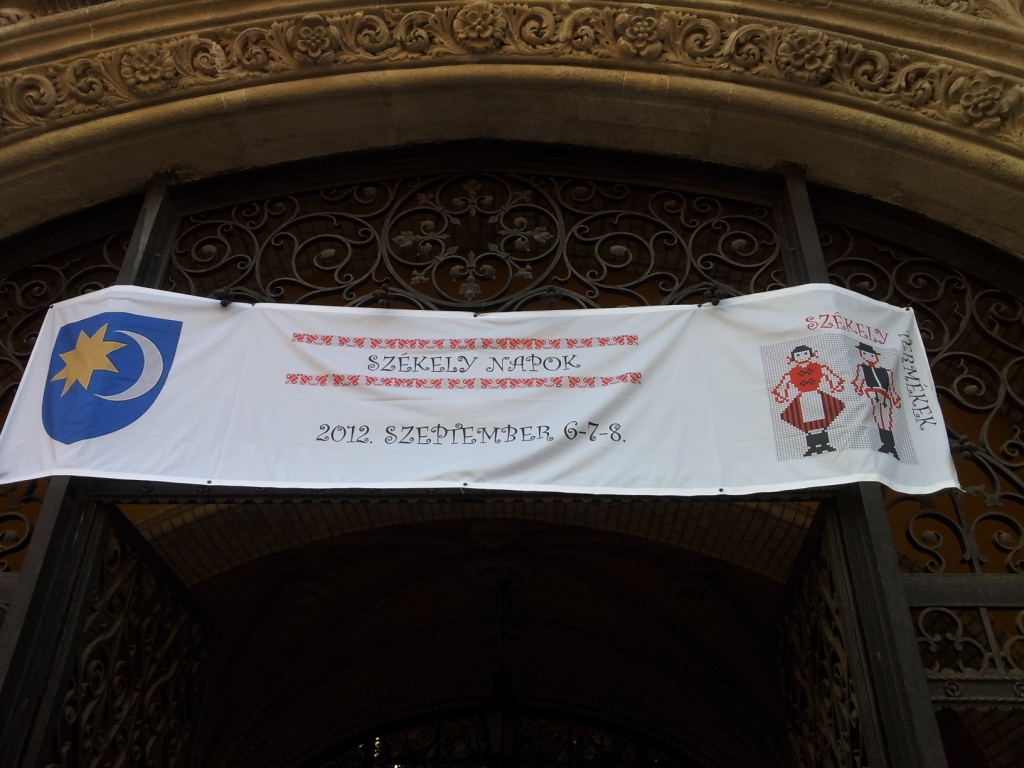 SZÉKELY NAPOK
2012. SZEPTEMBER 6-7-8.
SZÉKELY
TERMÉKEK